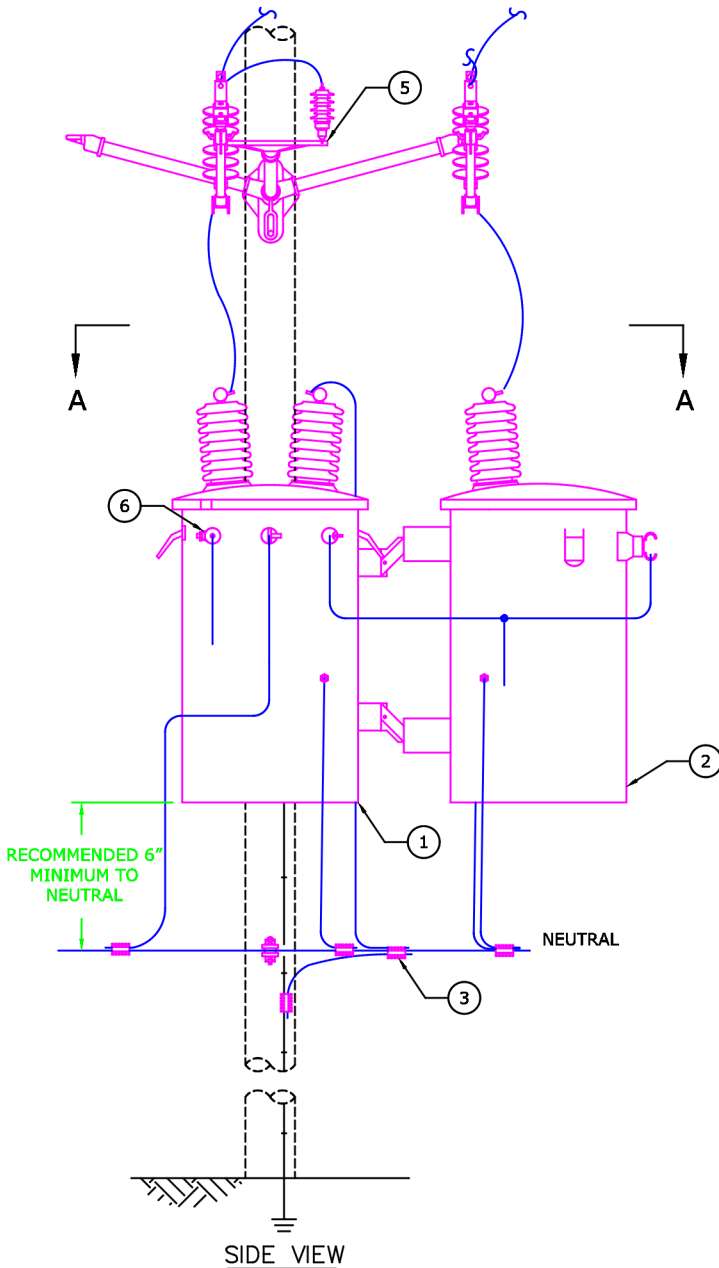 5
A
A
6
2
1
RECOMMENDED 6"
MINIMUM TO
NEUTRAL
NEUTRAL
3
SIDE VIEW